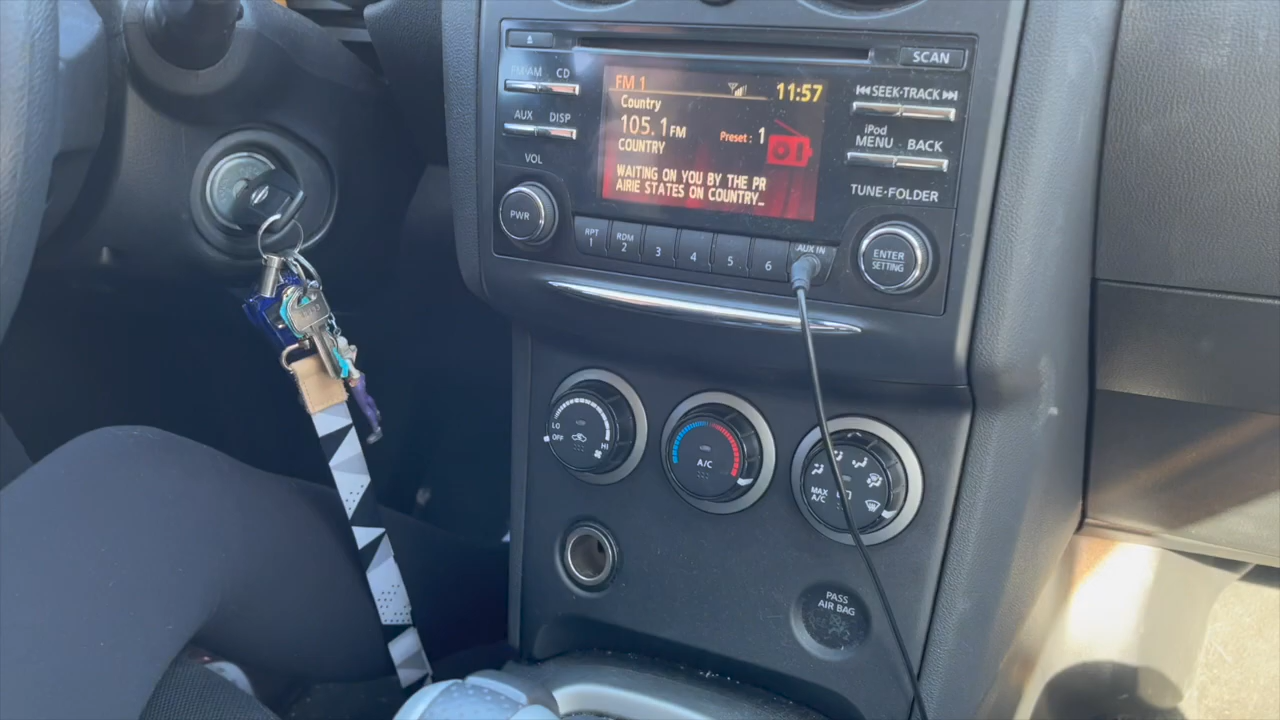 SCAN
FM·AM CD
AUX DISP
VOL
PWR
FM 1
11:57
Country
105.1 FM
Preset : 1
COUNTRY
WAITING ON YOU BY THE PR
AIRIE STATES ON COUNTRY_
SEEK·TRACK
iPod
MENU BACK
TUNE·FOLDER
ENTER
SETTING
RPT
1
RDM
2
3
4
5
6
AUX IN
LO
OFF
HI
A/C
MAX
A/C
PASS
AIR BAG